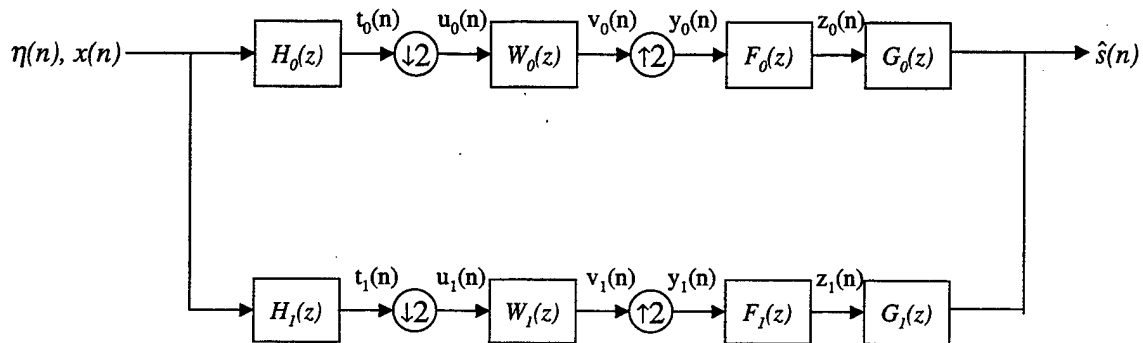 t₀(n) u₀(n) v₀(n) y₀(n) z₀(n)
η(n), x(n) H₀(z) ↓2 W₀(z) ↑2 F₀(z) G₀(z) ŝ(n)
t₁(n) u₁(n) v₁(n) y₁(n) z₁(n)
H₁(z) ↓2 W₁(z) ↑2 F₁(z) G₁(z)